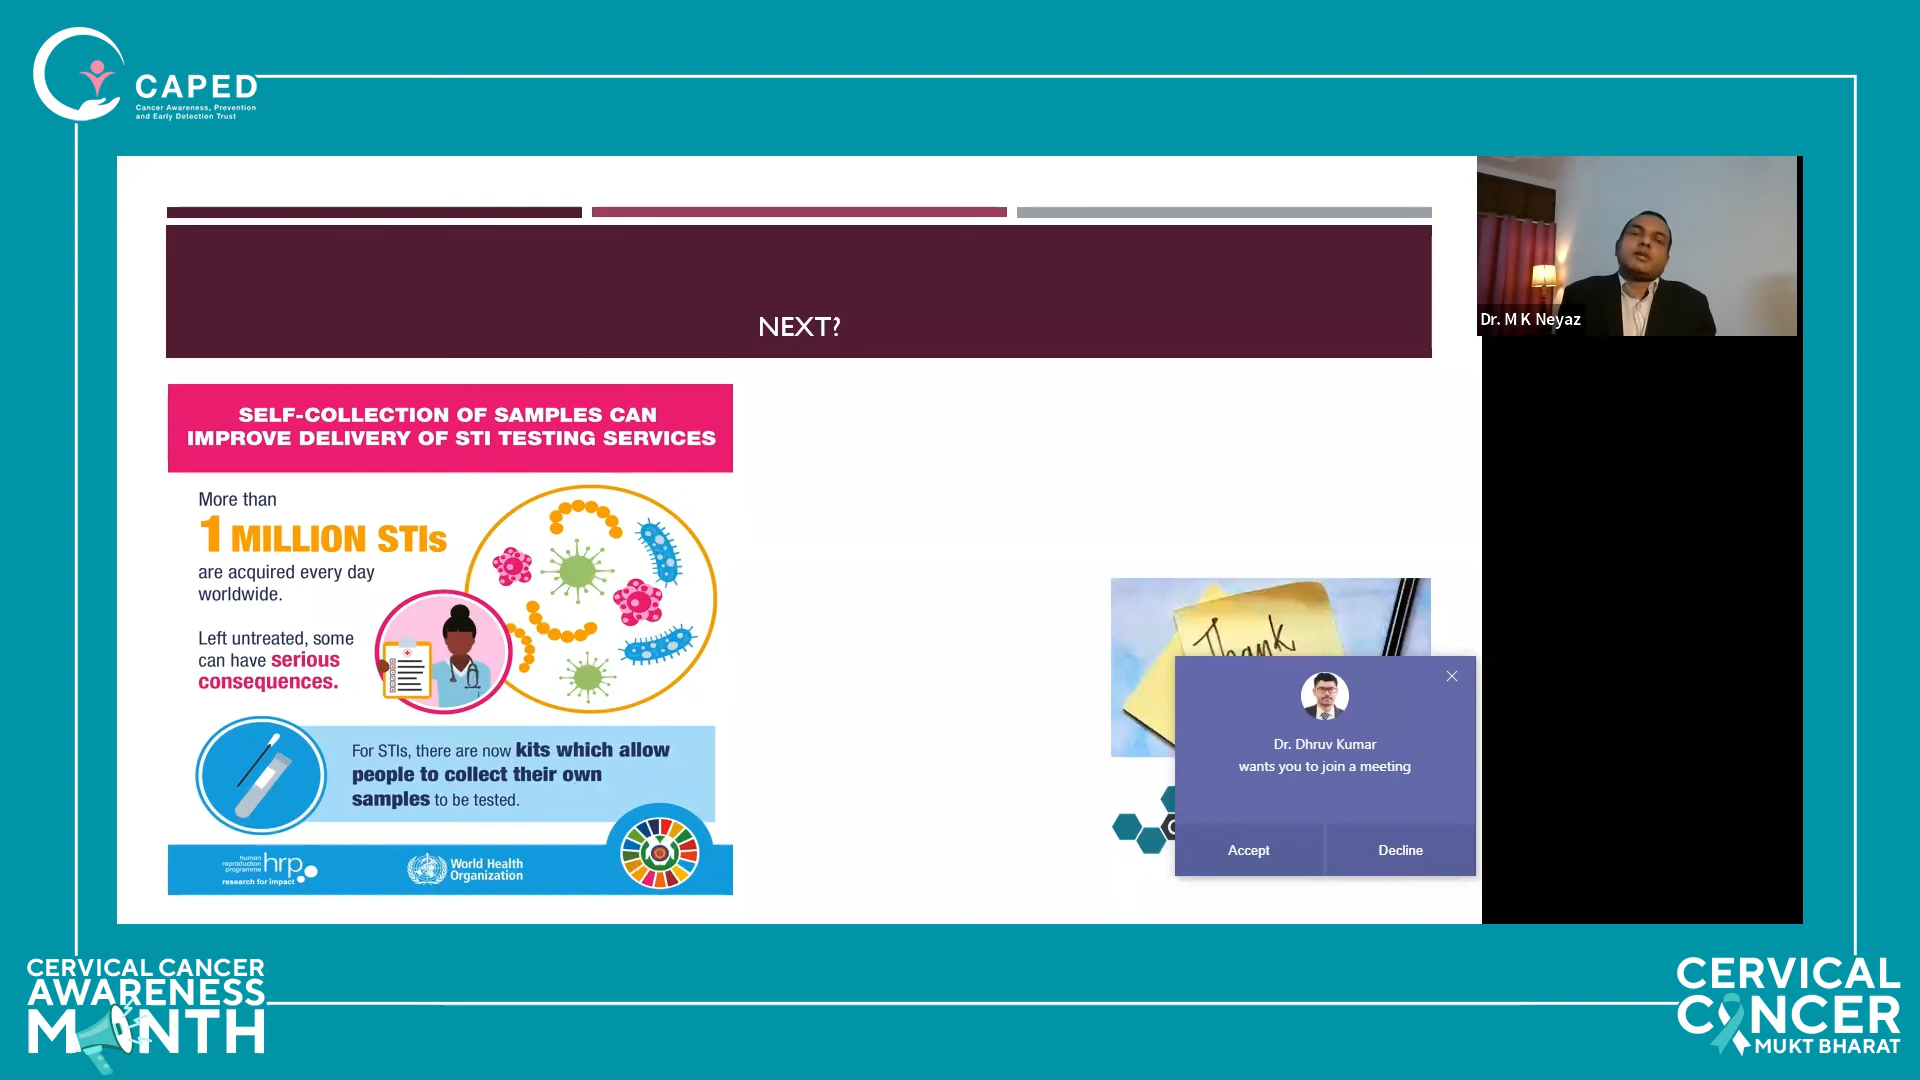 CAPED
Cancer Awareness, Prevention
and Early Detection Trust
NEXT?
Dr. M K Neyaz
SELF-COLLECTION OF SAMPLES CAN
IMPROVE DELIVERY OF STI TESTING SERVICES
More than
1 MILLION STIs
are acquired every day
worldwide.
Left untreated, some
can have serious
consequences.
For STIs, there are now kits which allow
people to collect their own
samples to be tested.
human
reproduction
programme
hrp
research for impact
World Health
Organization
Thank
Dr. Dhruv Kumar
wants you to join a meeting
Accept
Decline
CERVICAL CANCER
AWARENESS
MONTH
CERVICAL
CANCER
MUKT BHARAT